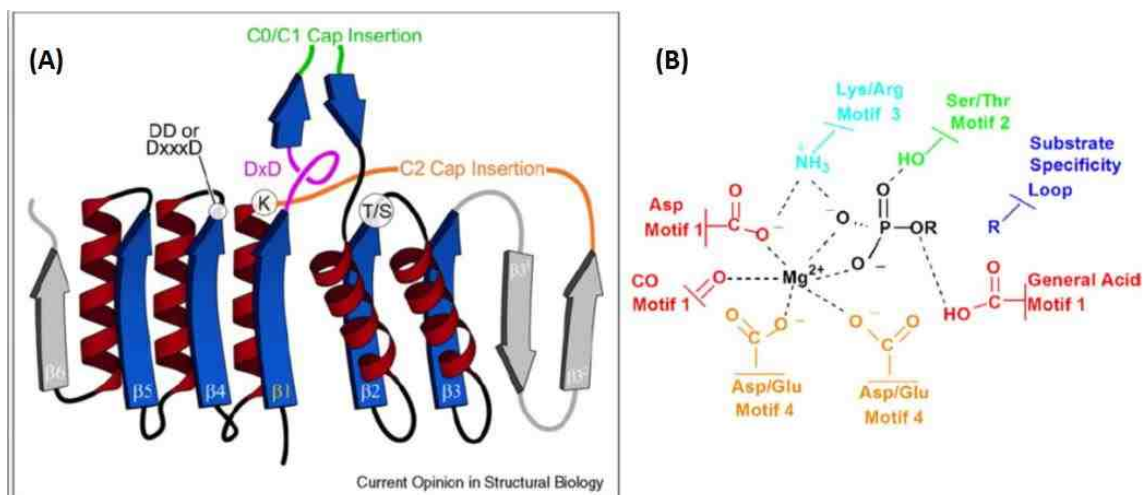 (A)
C0/C1 Cap Insertion
DD or
DxxxD
DxD
C2 Cap Insertion
K
T/S
β6
β5
β4
β1
β2
β3
Current Opinion in Structural Biology
(B)
Lys/Arg
Motif 3
Ser/Thr
Motif 2
Substrate
Specificity
Loop
+
NH3
HO
O
Asp
Motif 1
O
C
O
−
−
O
P
OR
R
O
−
CO
Motif 1
O
Mg2+
O
C
HO
General Acid
Motif 1
O
C
O
−
O
−
C
O
Asp/Glu
Motif 4
Asp/Glu
Motif 4